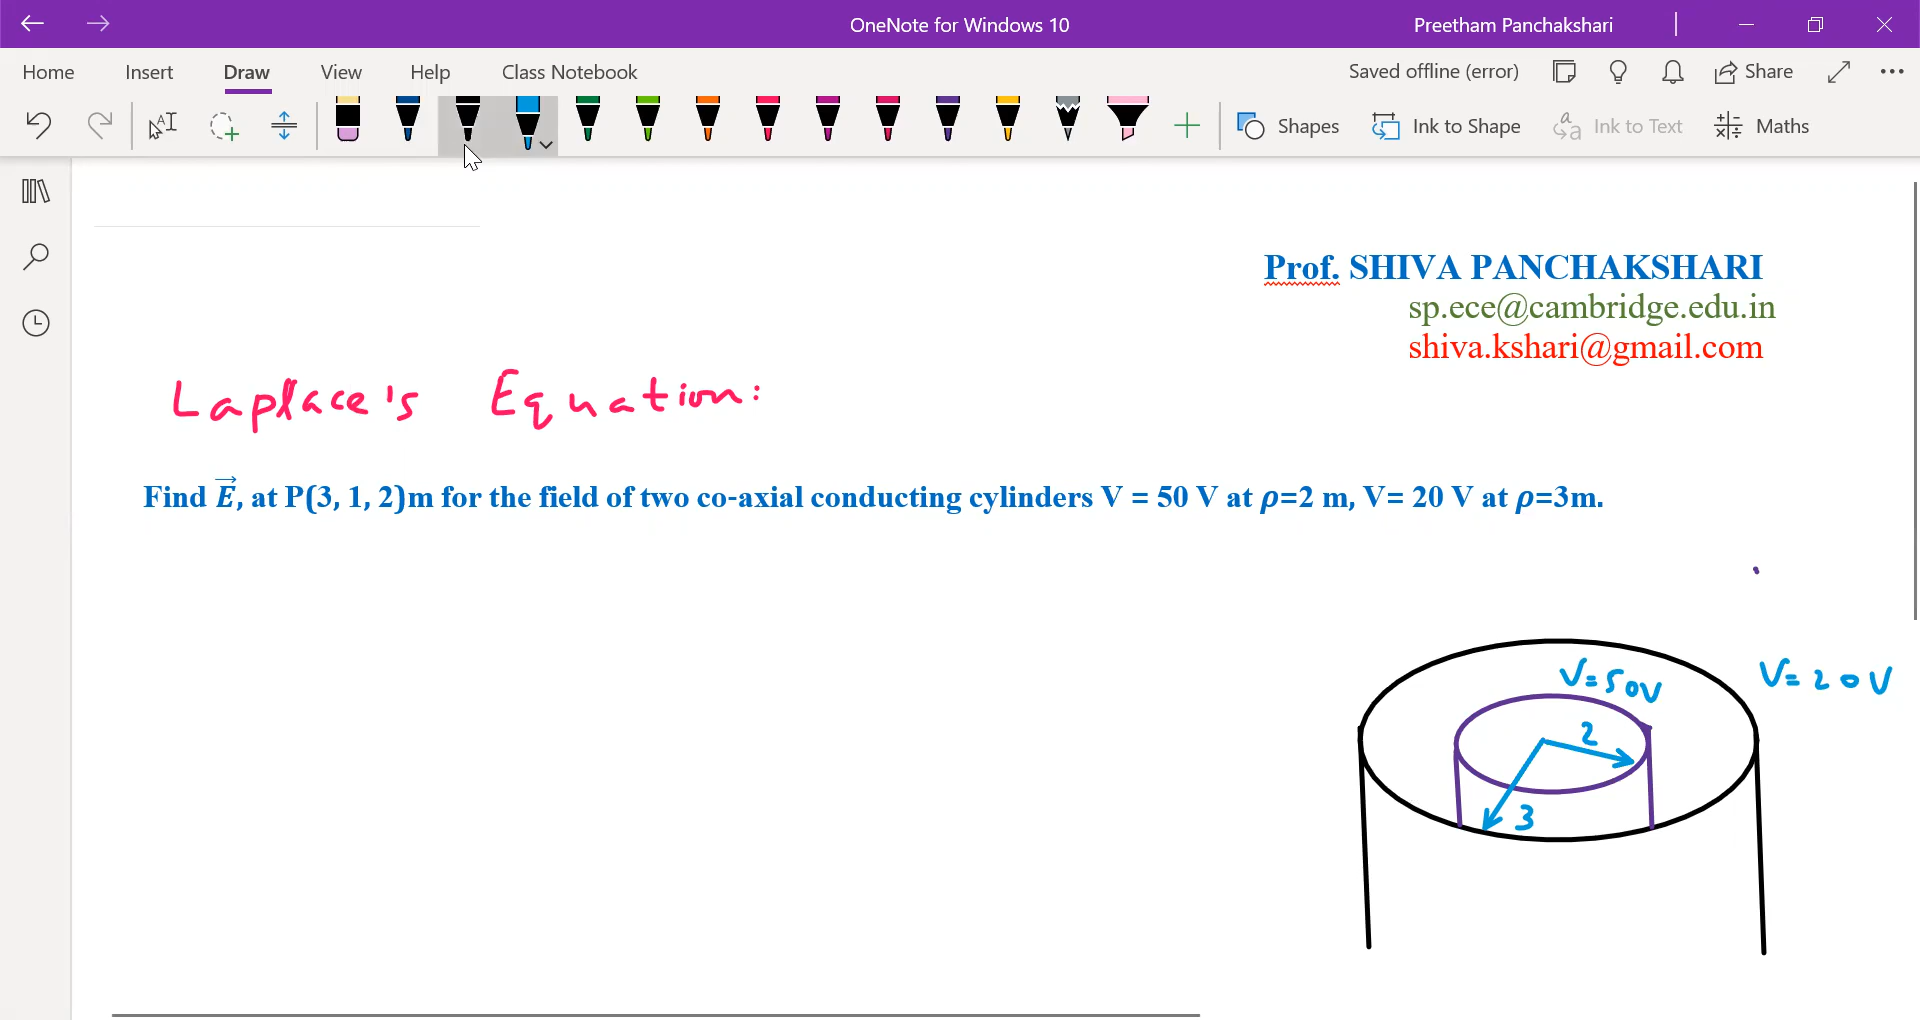 OneNote for Windows 10
Preetham Panchakshari
Home Insert Draw View Help Class Notebook
Saved offline (error) Share
Shapes Ink to Shape Ink to Text Maths
Prof. SHIVA PANCHAKSHARI
sp.ece@cambridge.edu.in
shiva.kshari@gmail.com
Laplace's Equation:
Find E⃗, at P(3, 1, 2)m for the field of two co-axial conducting cylinders V = 50 V at ρ=2 m, V= 20 V at ρ=3m.
V=50V
V=20V
2
3